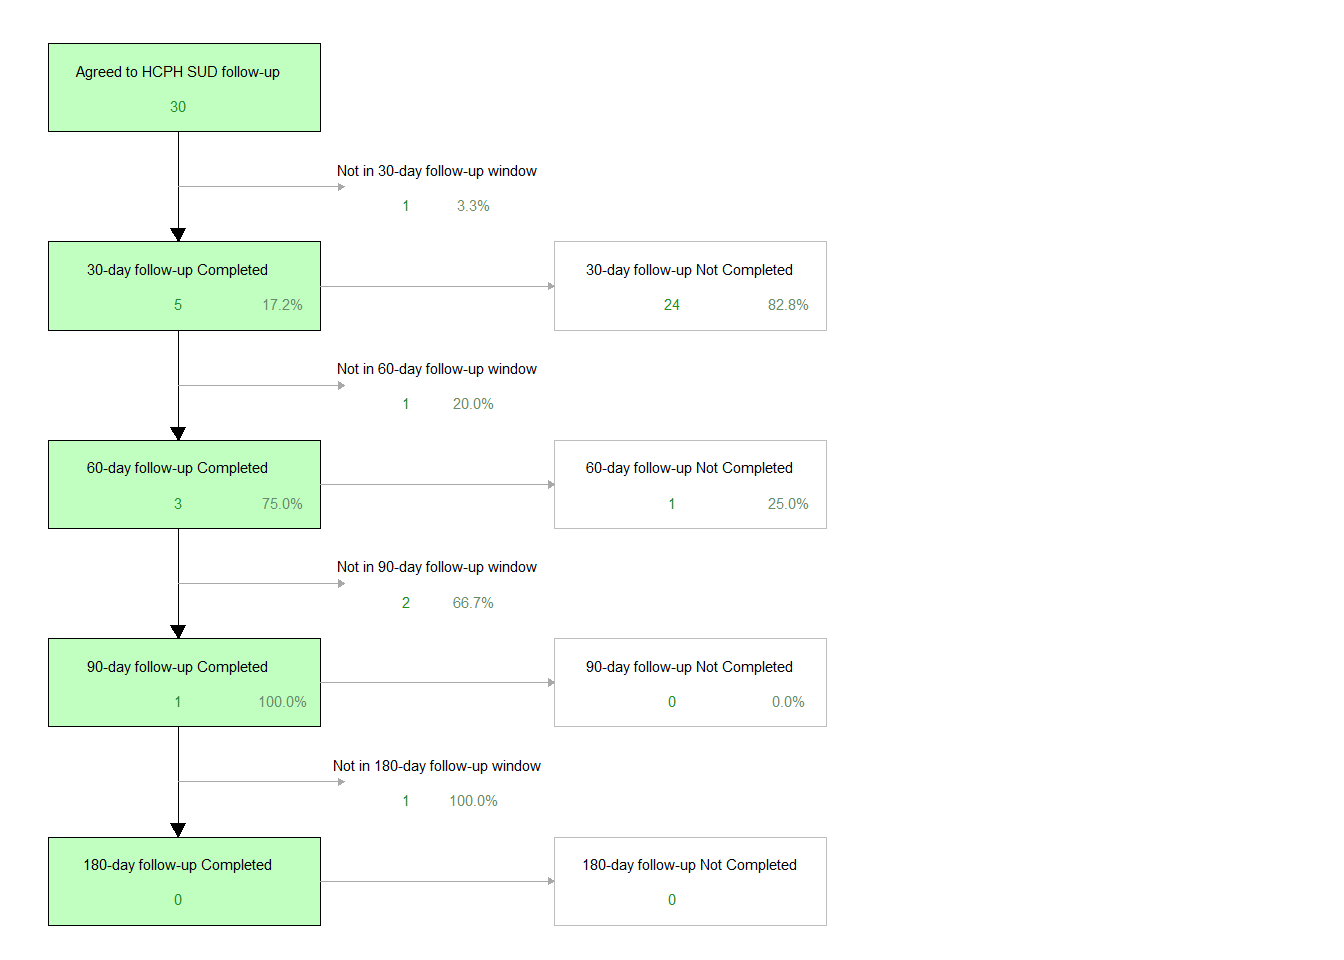 Agreed to HCPH SUD follow-up
30
Not in 30-day follow-up window
1 3.3%
30-day follow-up Completed
5 17.2%
30-day follow-up Not Completed
24 82.8%
Not in 60-day follow-up window
1 20.0%
60-day follow-up Completed
3 75.0%
60-day follow-up Not Completed
1 25.0%
Not in 90-day follow-up window
2 66.7%
90-day follow-up Completed
1 100.0%
90-day follow-up Not Completed
0 0.0%
Not in 180-day follow-up window
1 100.0%
180-day follow-up Completed
0
180-day follow-up Not Completed
0